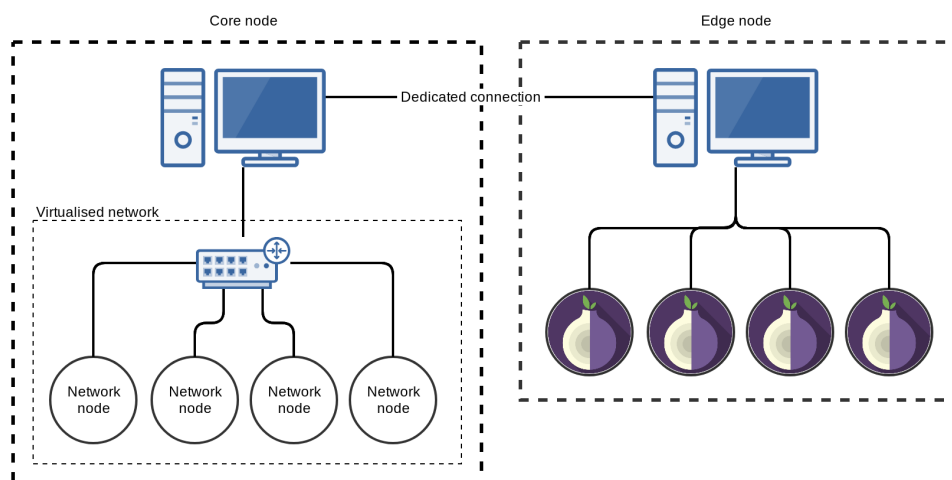 Core node
Edge node
Dedicated connection
Virtualised network
Network
node
Network
node
Network
node
Network
node